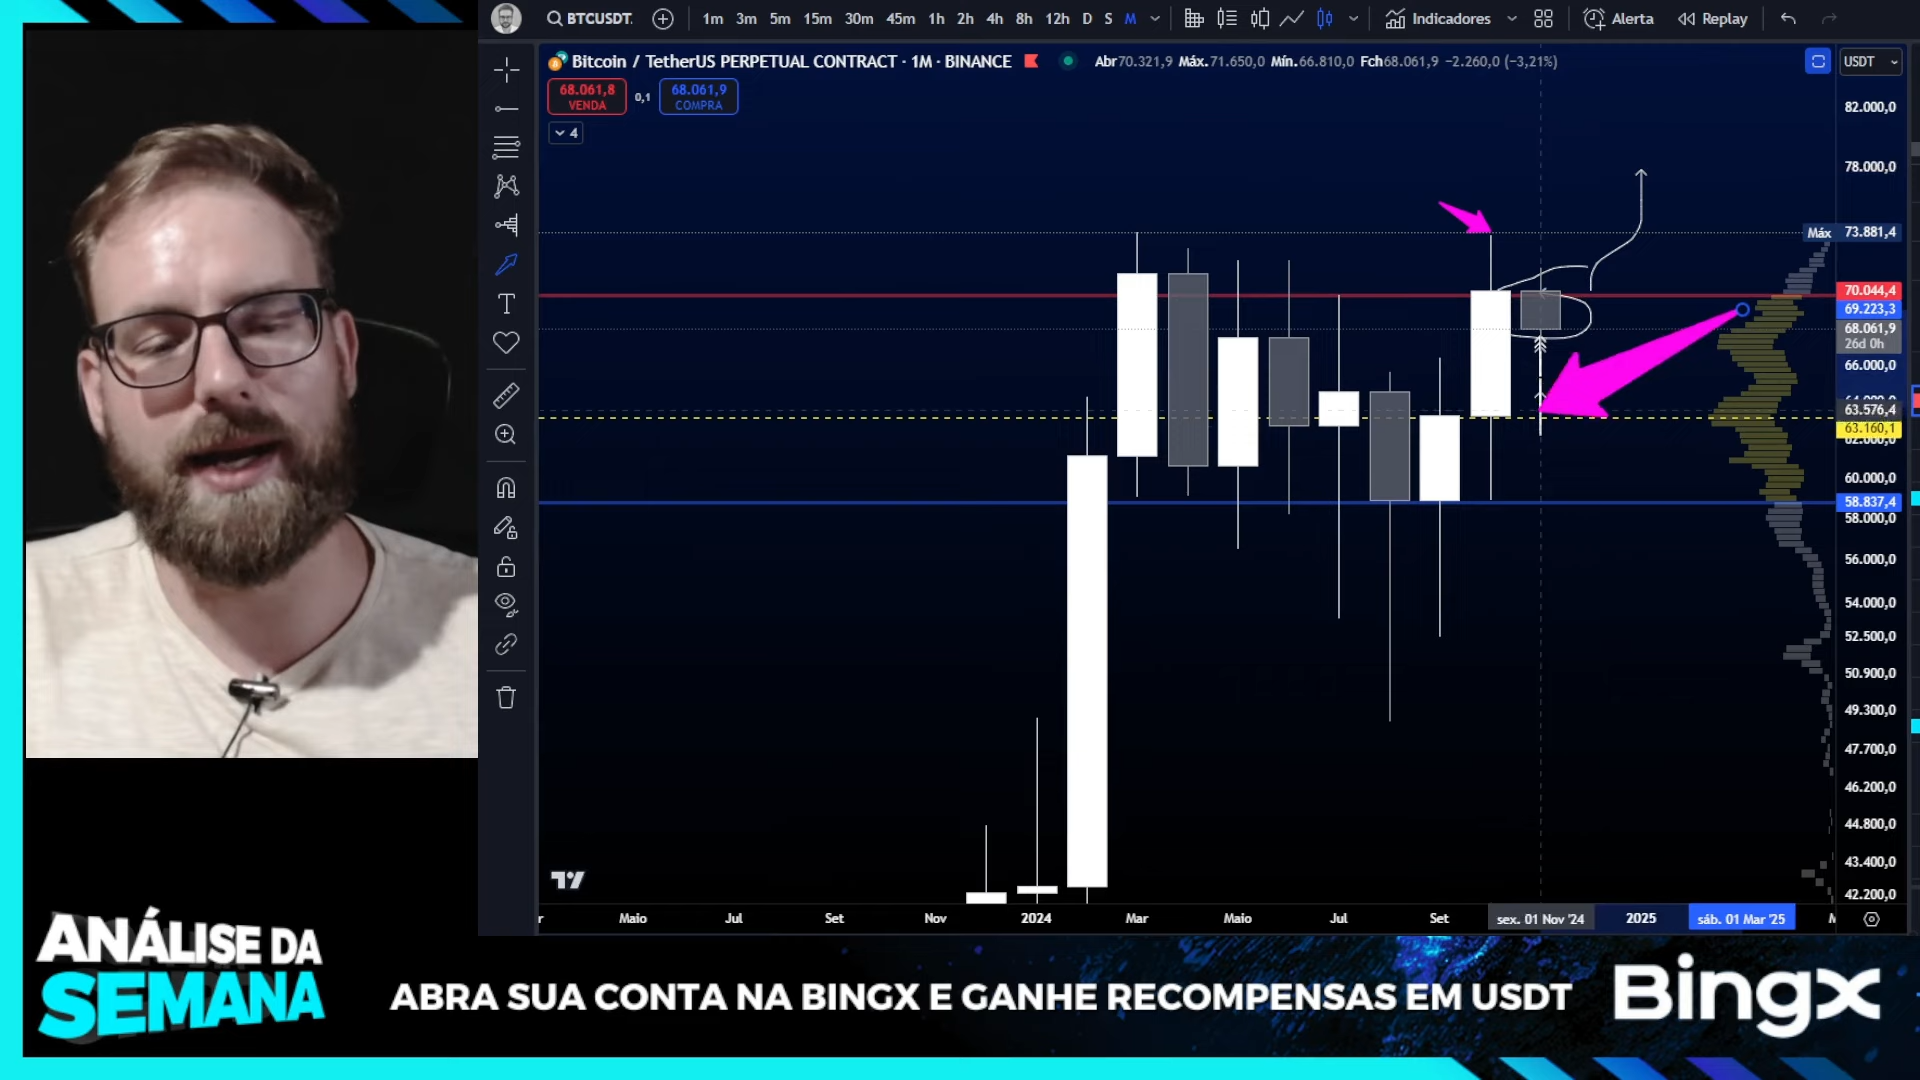 BTCUSDT.
1m 3m 5m 15m 30m 45m 1h 2h 4h 8h 12h D S M
Indicadores
Alerta
Replay
Bitcoin / TetherUS PERPETUAL CONTRACT · 1M · BINANCE
Abr70.321,9 Máx.71.650,0 Mín.66.810,0 Fch68.061,9 −2.260,0 (−3,21%)
USDT
68.061,8
VENDA
0,1
68.061,9
COMPRA
4
82.000,0
78.000,0
Máx 73.881,4
70.044,4
69.223,3
68.061,9
26d 0h
66.000,0
63.576,4
63.160,1
62.000,0
60.000,0
58.837,4
58.000,0
56.000,0
54.000,0
52.500,0
50.900,0
49.300,0
47.700,0
46.200,0
44.800,0
43.400,0
42.200,0
Maio Jul Set Nov 2024 Mar Maio Jul Set sex. 01 Nov '24 2025 sáb. 01 Mar '25
ANÁLISE DA
SEMANA
ABRA SUA CONTA NA BINGX E GANHE RECOMPENSAS EM USDT
BingX